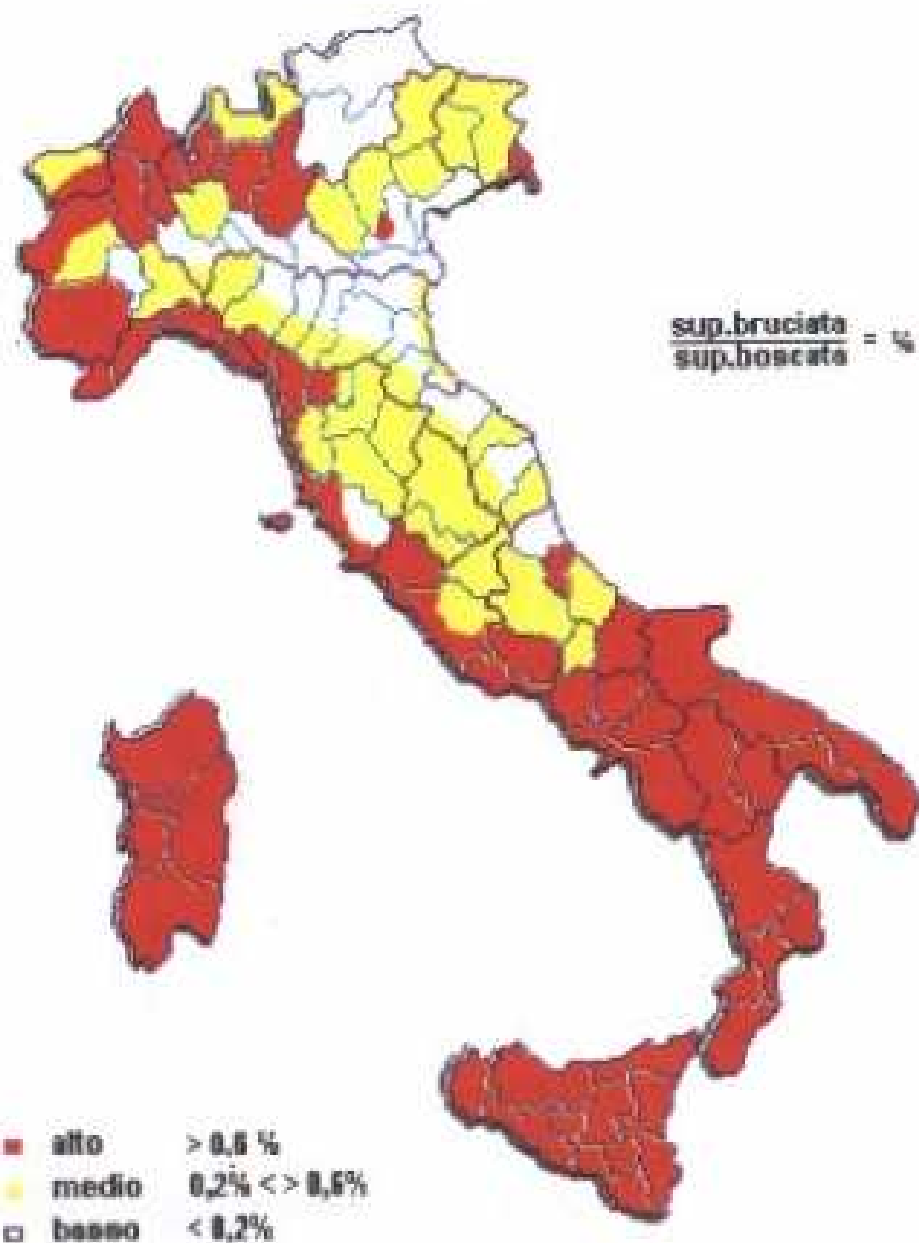 sup.bruciata
sup.boscata = %
alto > 0,6 %
medio 0,2% < > 0,6%
basso < 0,2%